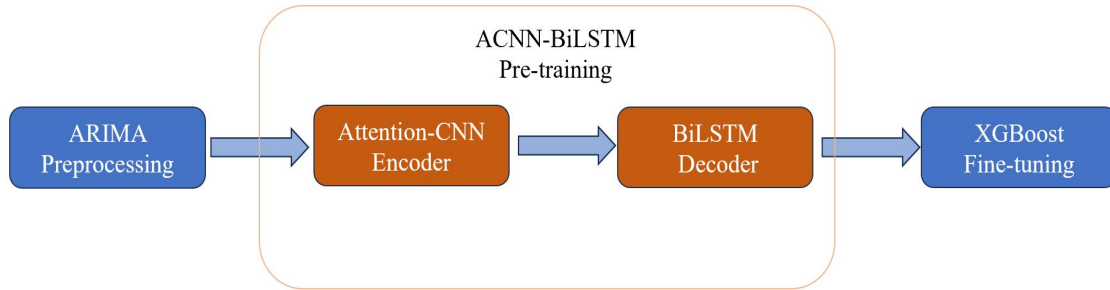 ACNN-BiLSTM
Pre-training
ARIMA
Preprocessing
Attention-CNN
Encoder
BiLSTM
Decoder
XGBoost
Fine-tuning